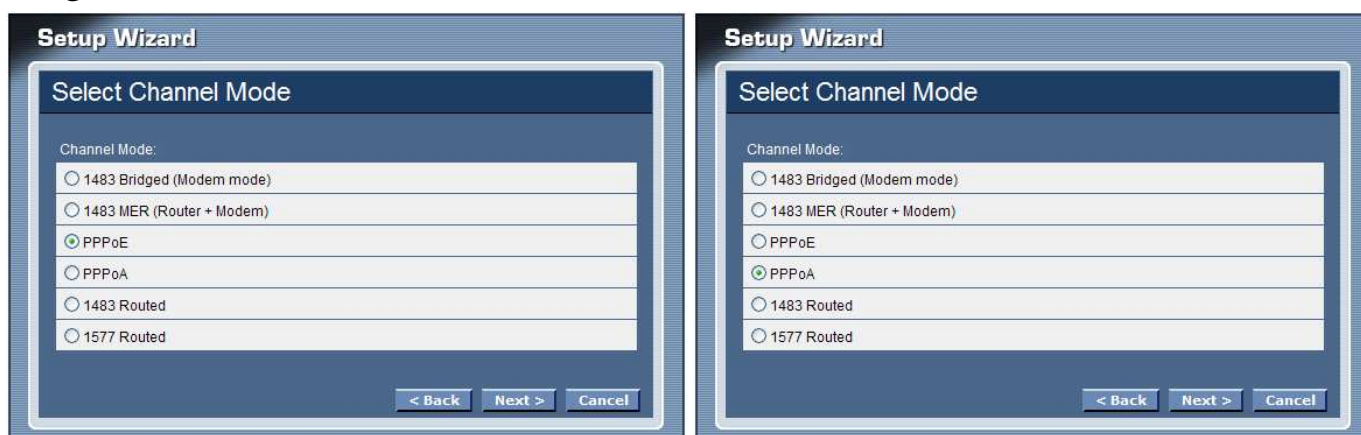 Setup Wizard
Select Channel Mode
Channel Mode:
1483 Bridged (Modem mode)
1483 MER (Router + Modem)
PPPoE
PPPoA
1483 Routed
1577 Routed
< Back Next > Cancel
Setup Wizard
Select Channel Mode
Channel Mode:
1483 Bridged (Modem mode)
1483 MER (Router + Modem)
PPPoE
PPPoA
1483 Routed
1577 Routed
< Back Next > Cancel